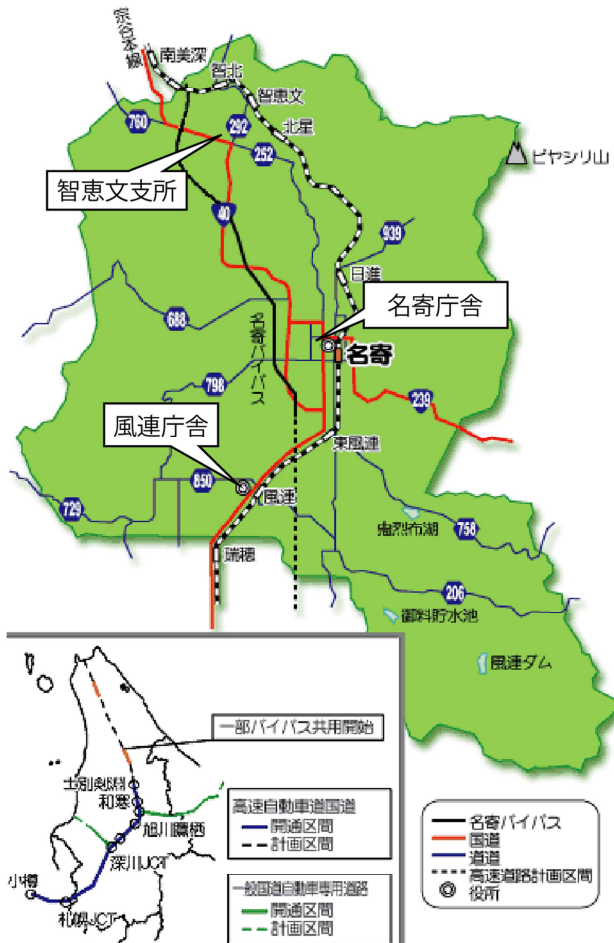 宗谷本線
南美深
智北
智恵文
北星
760
292
252
ピヤシリ山
智恵文支所
40
939
日進
688
名寄バイパス
名寄庁舎
名寄
798
239
風連庁舎
東風連
850
風連
729
忠烈布湖
758
瑞穂
206
御料貯水池
風連ダム
一部バイパス共用開始
士別剣淵
和寒
旭川鷹栖
深川JCT
小樽
札幌JCT
高速自動車道国道
開通区間
計画区間
一般国道自動車専用道路
開通区間
計画区間
名寄バイパス
国道
道道
高速道路計画区間
役所